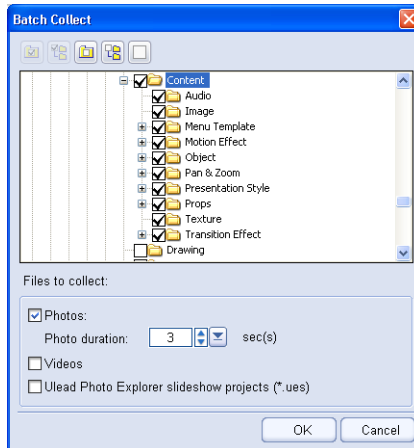 Batch Collect
Content
Audio
Image
Menu Template
Motion Effect
Object
Pan & Zoom
Presentation Style
Props
Texture
Transition Effect
Drawing
Files to collect:
Photos:
Photo duration: 3 sec(s)
Videos
Ulead Photo Explorer slideshow projects (*.ues)
OK Cancel